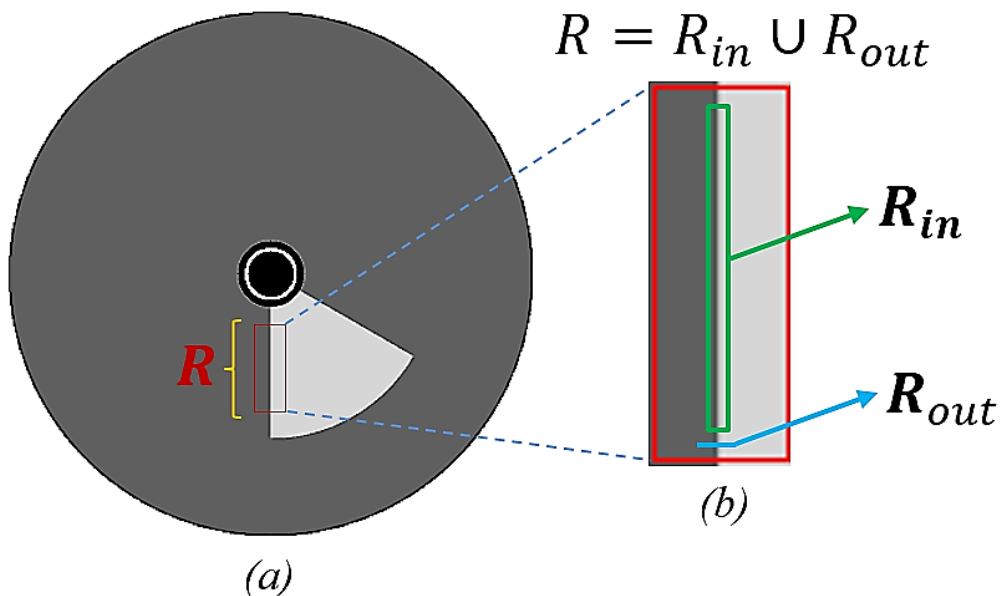 R = R_in ∪ R_out
R_in
R
R_out
(b)
(a)